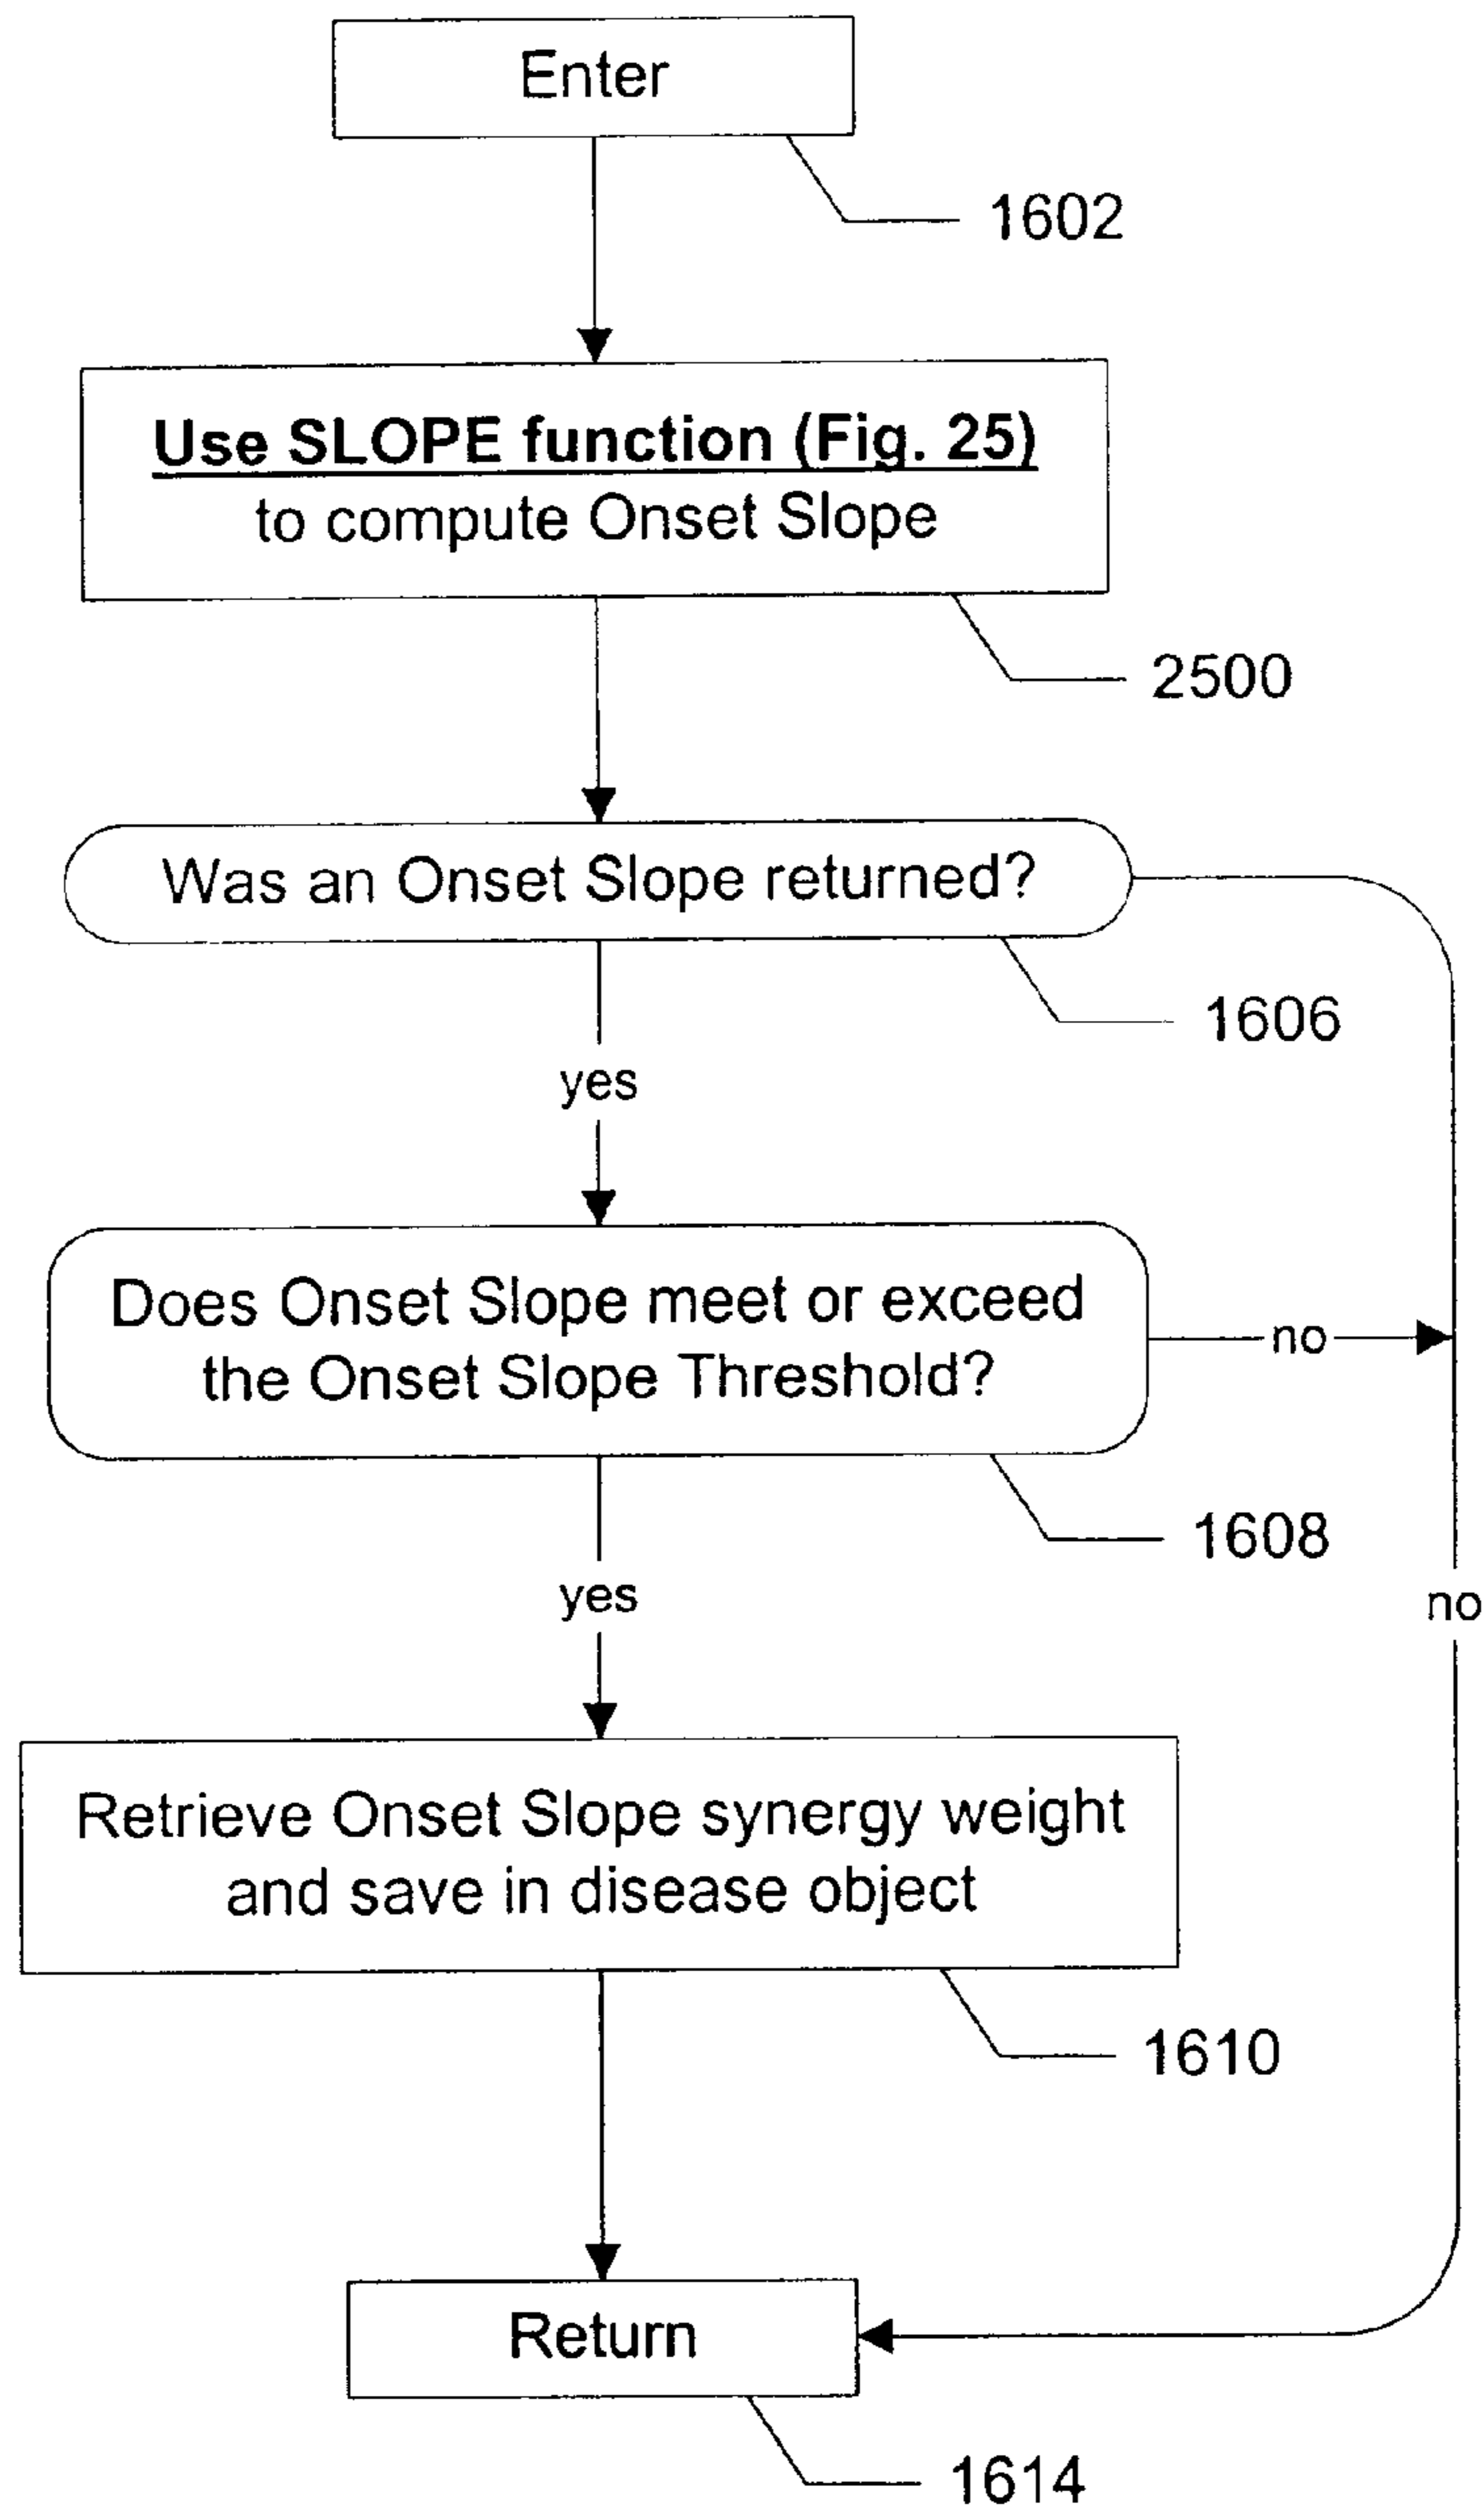 Enter
1602
Use SLOPE function (Fig. 25)
to compute Onset Slope
2500
Was an Onset Slope returned?
1606
yes
Does Onset Slope meet or exceed
the Onset Slope Threshold?
no
1608
yes
no
Retrieve Onset Slope synergy weight
and save in disease object
1610
Return
1614